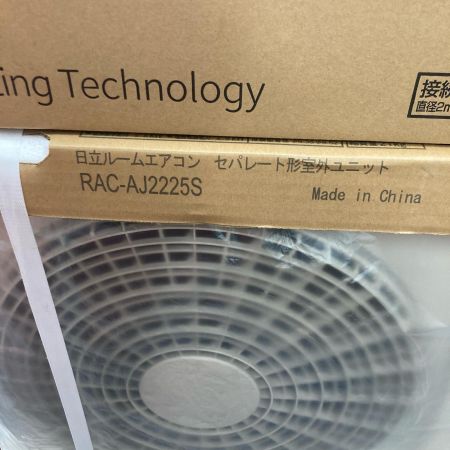 ing Technology
接続
直径2m
日立ルームエアコン セパレート形室外ユニット
RAC-AJ2225S
Made in China